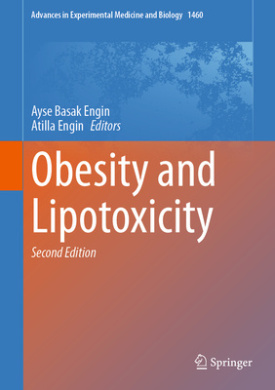 Advances in Experimental Medicine and Biology 1460
Ayse Basak Engin
Atilla Engin Editors
Obesity and
Lipotoxicity
Second Edition
Springer